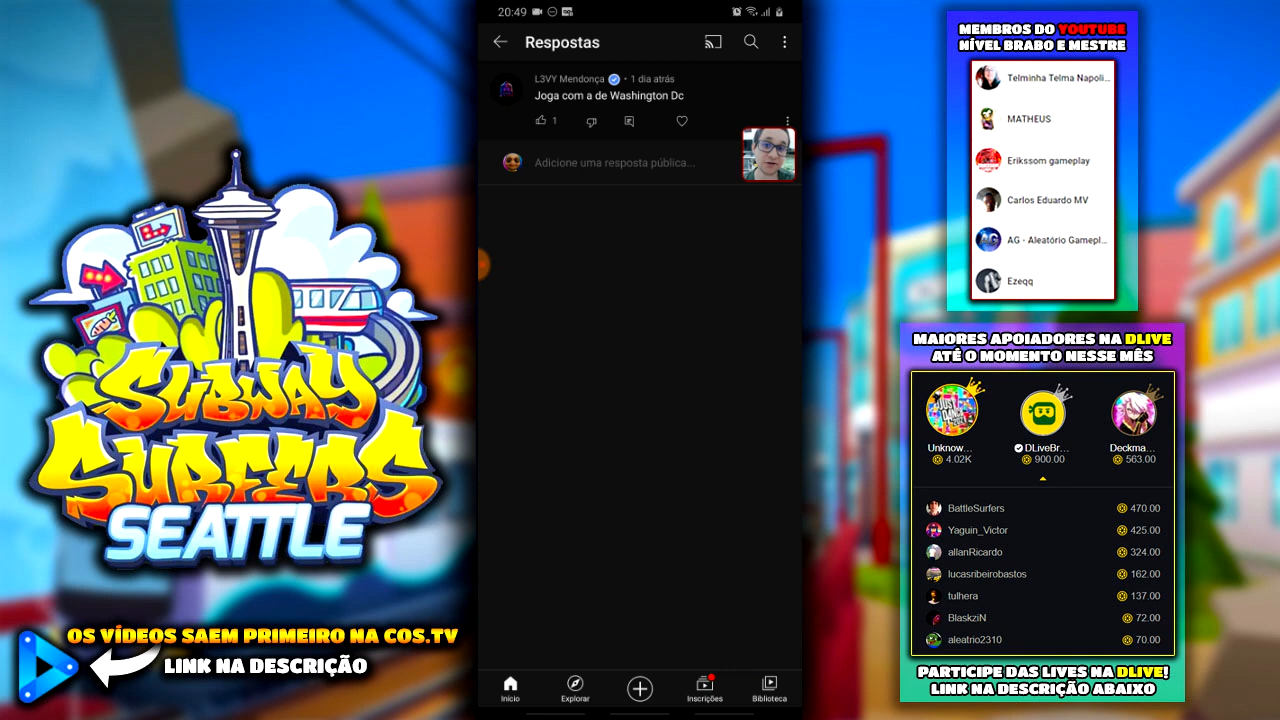 SUBWAY
SURFERS
SEATTLE
OS VÍDEOS SAEM PRIMEIRO NA COS.TV
LINK NA DESCRIÇÃO
20:49
Respostas
L3VY Mendonça • 1 dia atrás
Joga com a de Washington Dc
1
Adicione uma resposta pública...
Início
Explorar
Inscrições
Biblioteca
MEMBROS DO YOUTUBE
NÍVEL BRABO E MESTRE
Telminha Telma Napoli...
MATHEUS
Erikssom gameplay
Carlos Eduardo MV
AG - Aleatório Gamepl...
Ezeqq
MAIORES APOIADORES NA DLIVE
ATÉ O MOMENTO NESSE MÊS
Unknow... DLiveBr... Deckma...
4.02K 900.00 563.00
BattleSurfers 470.00
Yaguin_Victor 425.00
allanRicardo 324.00
lucasribeirobastos 162.00
tulhera 137.00
BlaskziN 72.00
aleatrio2310 70.00
PARTICIPE DAS LIVES NA DLIVE!
LINK NA DESCRIÇÃO ABAIXO